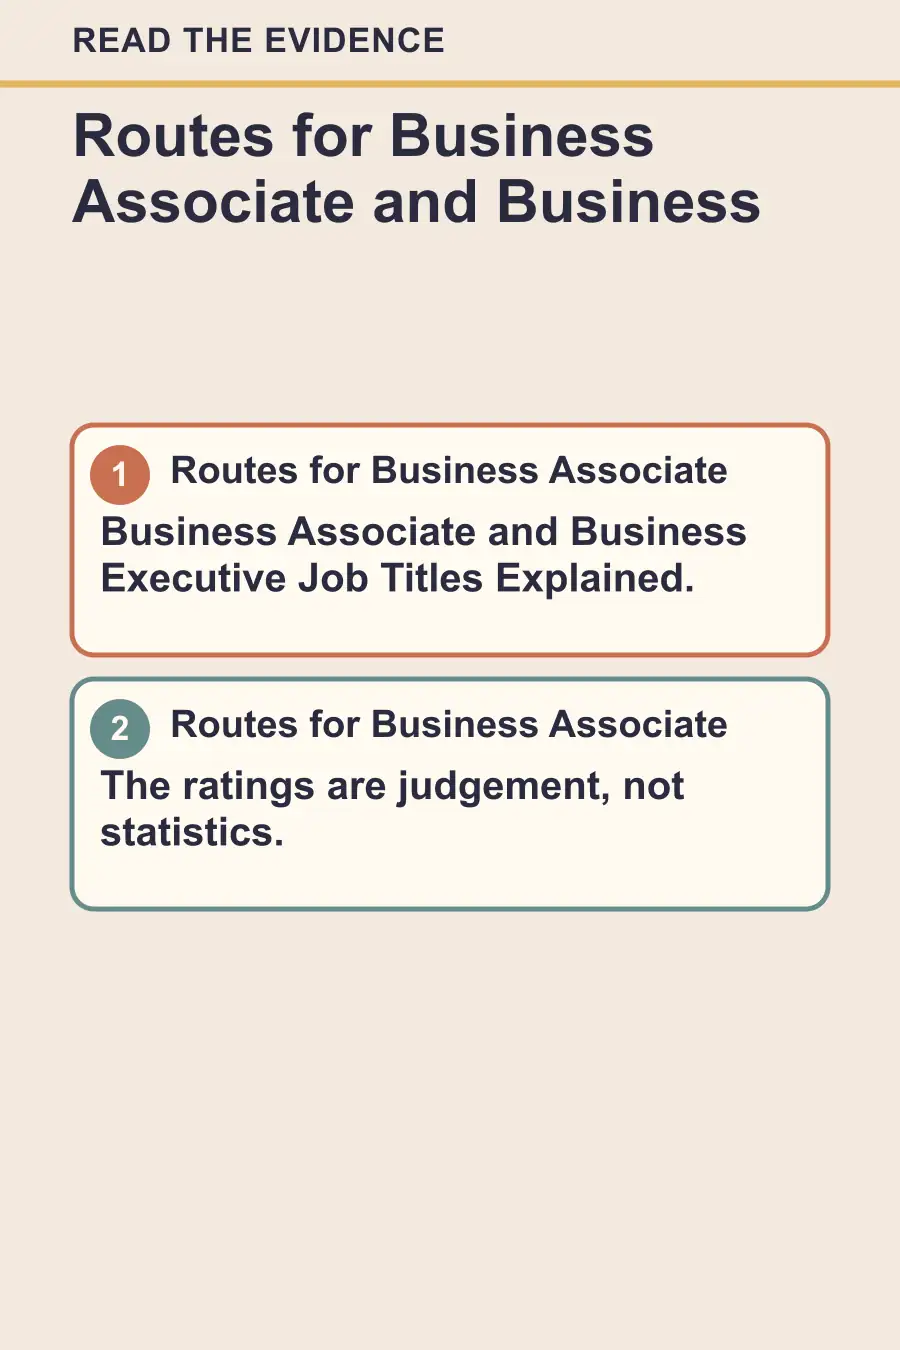 READ THE EVIDENCE
Routes for Business
Associate and Business
1 Routes for Business Associate
Business Associate and Business
Executive Job Titles Explained.
2 Routes for Business Associate
The ratings are judgement, not
statistics.